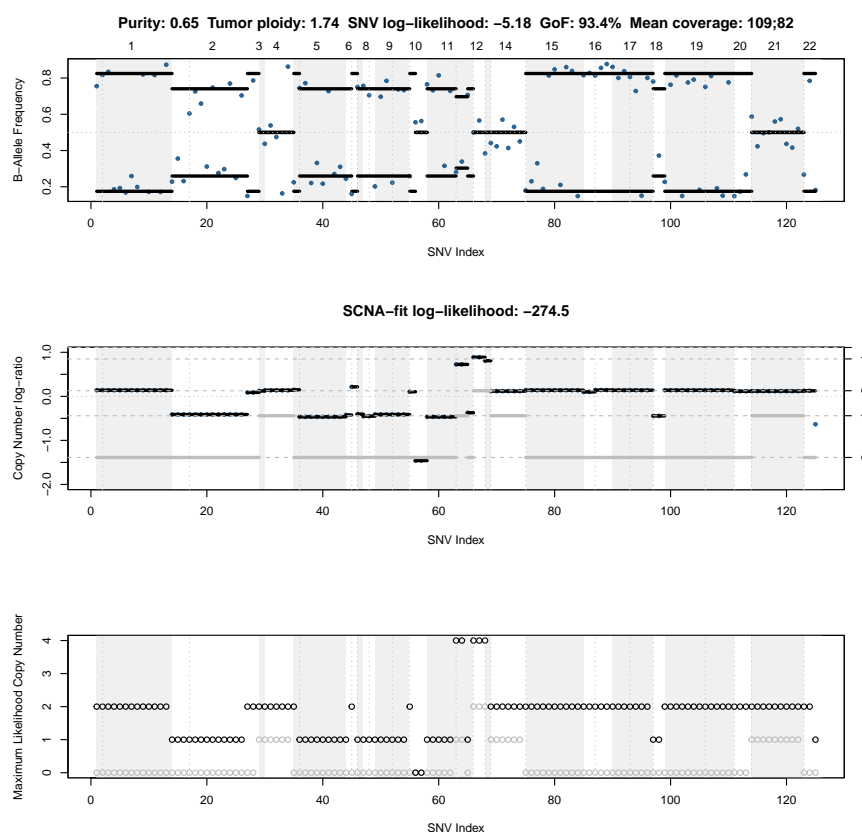 Purity: 0.65 Tumor ploidy: 1.74 SNV log−likelihood: −5.18 GoF: 93.4% Mean coverage: 109;82
1 2 3 4 5 6 8 9 10 11 12 14 15 16 17 18 19 20 21 22
B−Allele Frequency
0.8
0.6
0.4
0.2
0 20 40 60 80 100 120
SNV Index
SCNA−fit log−likelihood: −274.5
Copy Number log−ratio
1.0
0.0
−1.0
−2.0
0 20 40 60 80 100 120
SNV Index
Maximum Likelihood Copy Number
4
3
2
1
0
0 20 40 60 80 100 120
SNV Index